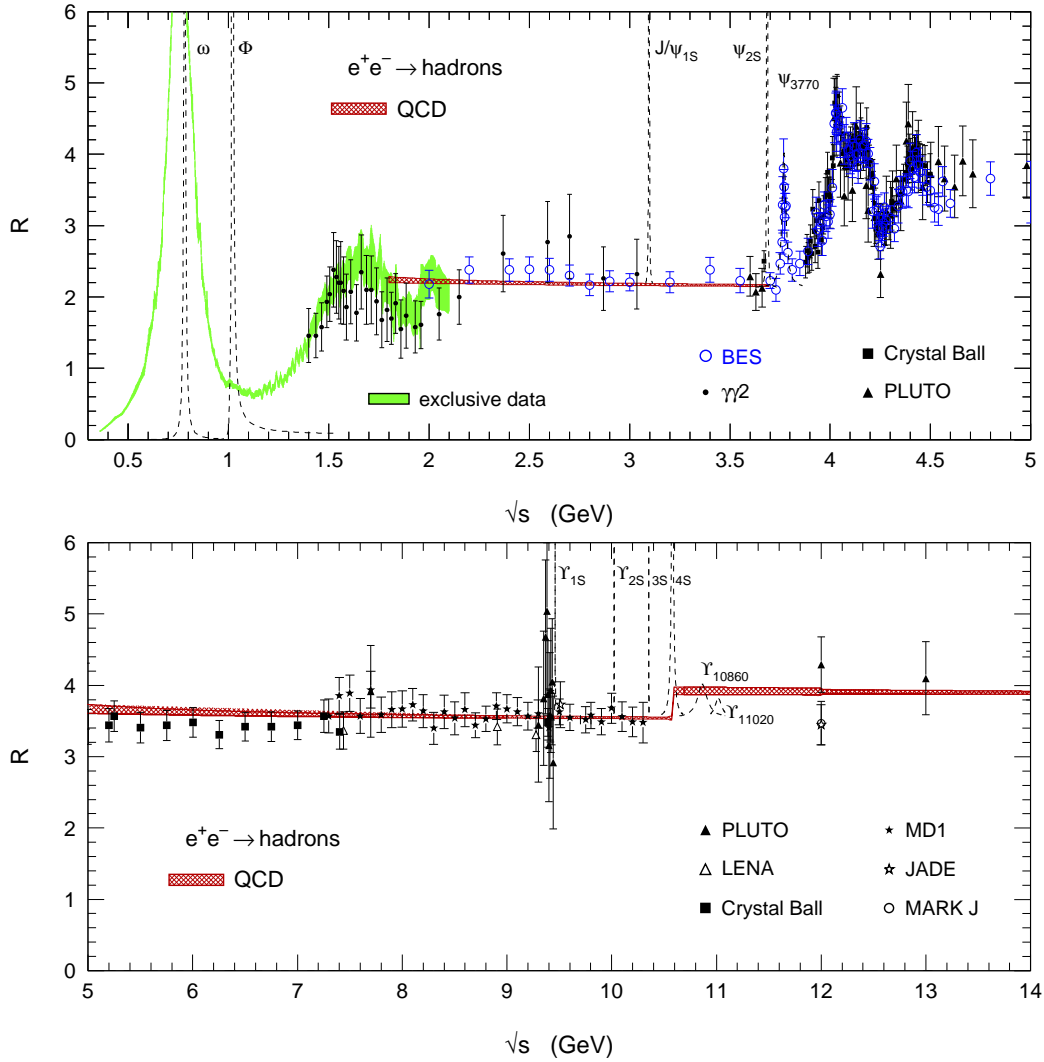 6
5
4
3
2
1
0
R
ω
Φ
J/ψ1S
ψ2S
ψ3770
e+e− → hadrons
QCD
BES
γγ2
Crystal Ball
PLUTO
exclusive data
0.5 1 1.5 2 2.5 3 3.5 4 4.5 5
√s (GeV)
6
5
4
3
2
1
0
R
ϒ1S
ϒ2S
3S
4S
ϒ10860
ϒ11020
e+e− → hadrons
QCD
PLUTO
LENA
Crystal Ball
MD1
JADE
MARK J
5 6 7 8 9 10 11 12 13 14
√s (GeV)